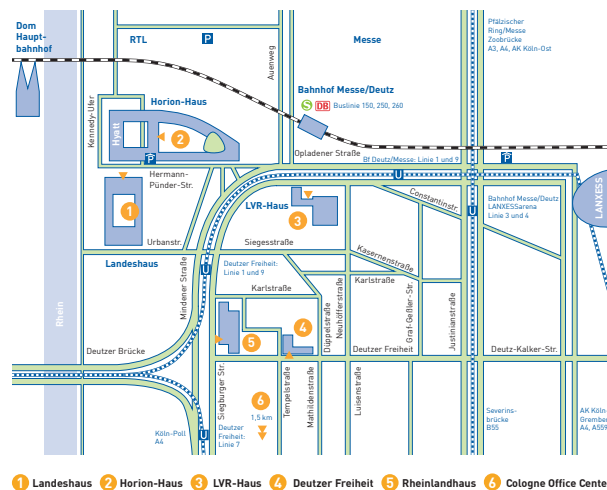 Dom
Haupt-
bahnhof
RTL
P
Messe
Pfälzischer
Ring/Messe
Zoobrücke
A3, A4, AK Köln-Ost
Auenweg
Bahnhof Messe/Deutz
S DB Buslinie 150, 250, 260
Kennedy-Ufer
Horion-Haus
Hyatt
2
P
Opladener Straße
Bf Deutz/Messe: Linie 1 und 9
P
Hermann-
Pünder-Str.
U
Constantinstr.
LANXESS
1
LVR-Haus
3
U
Bahnhof Messe/Deutz
LANXESSarena
Linie 3 und 4
Urbanstr.
Siegesstraße
Landeshaus
Mindener Straße
U
Deutzer Freiheit:
Linie 1 und 9
Kasernenstraße
Karlstraße
Karlstraße
Rhein
Düppelstraße
Neuhöfferstraße
Graf-Geßler-Str.
Justinianstraße
4
5
Deutzer Brücke
Deutzer Freiheit
Deutz-Kalker-Str.
Siegburger Str.
Tempelstraße
Mathildenstraße
Luisenstraße
6
1,5 km
Köln-Poll
A4
U
Deutzer
Freiheit:
Linie 7
Severins-
brücke
B55
AK Köln
Grember
A4, A559
1 Landeshaus 2 Horion-Haus 3 LVR-Haus 4 Deutzer Freiheit 5 Rheinlandhaus 6 Cologne Office Cente